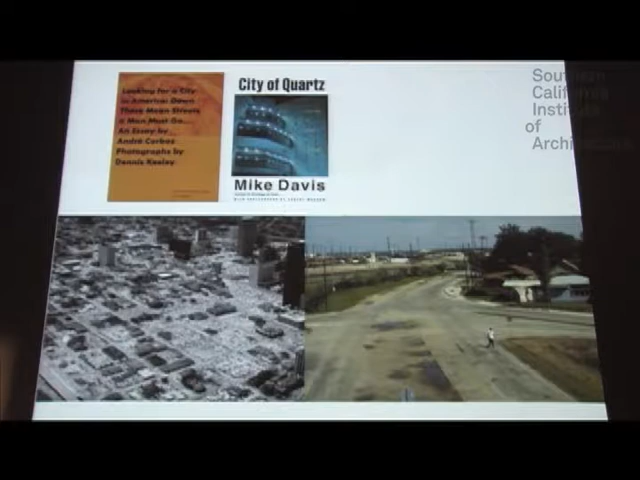 Looking for a City
in America: Down
These Mean Streets
a Man Must Go...
An Essay by
André Corboz
Photographs by
Dennis Keeley
City of Quartz
Mike Davis
Southern
California
Institute
of
Architecture